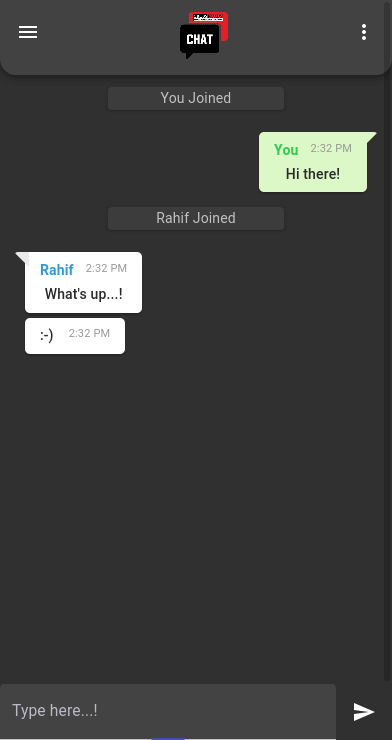 CHAT
You Joined
You 2:32 PM
Hi there!
Rahif Joined
Rahif 2:32 PM
What's up...!
:-) 2:32 PM
Type here...!